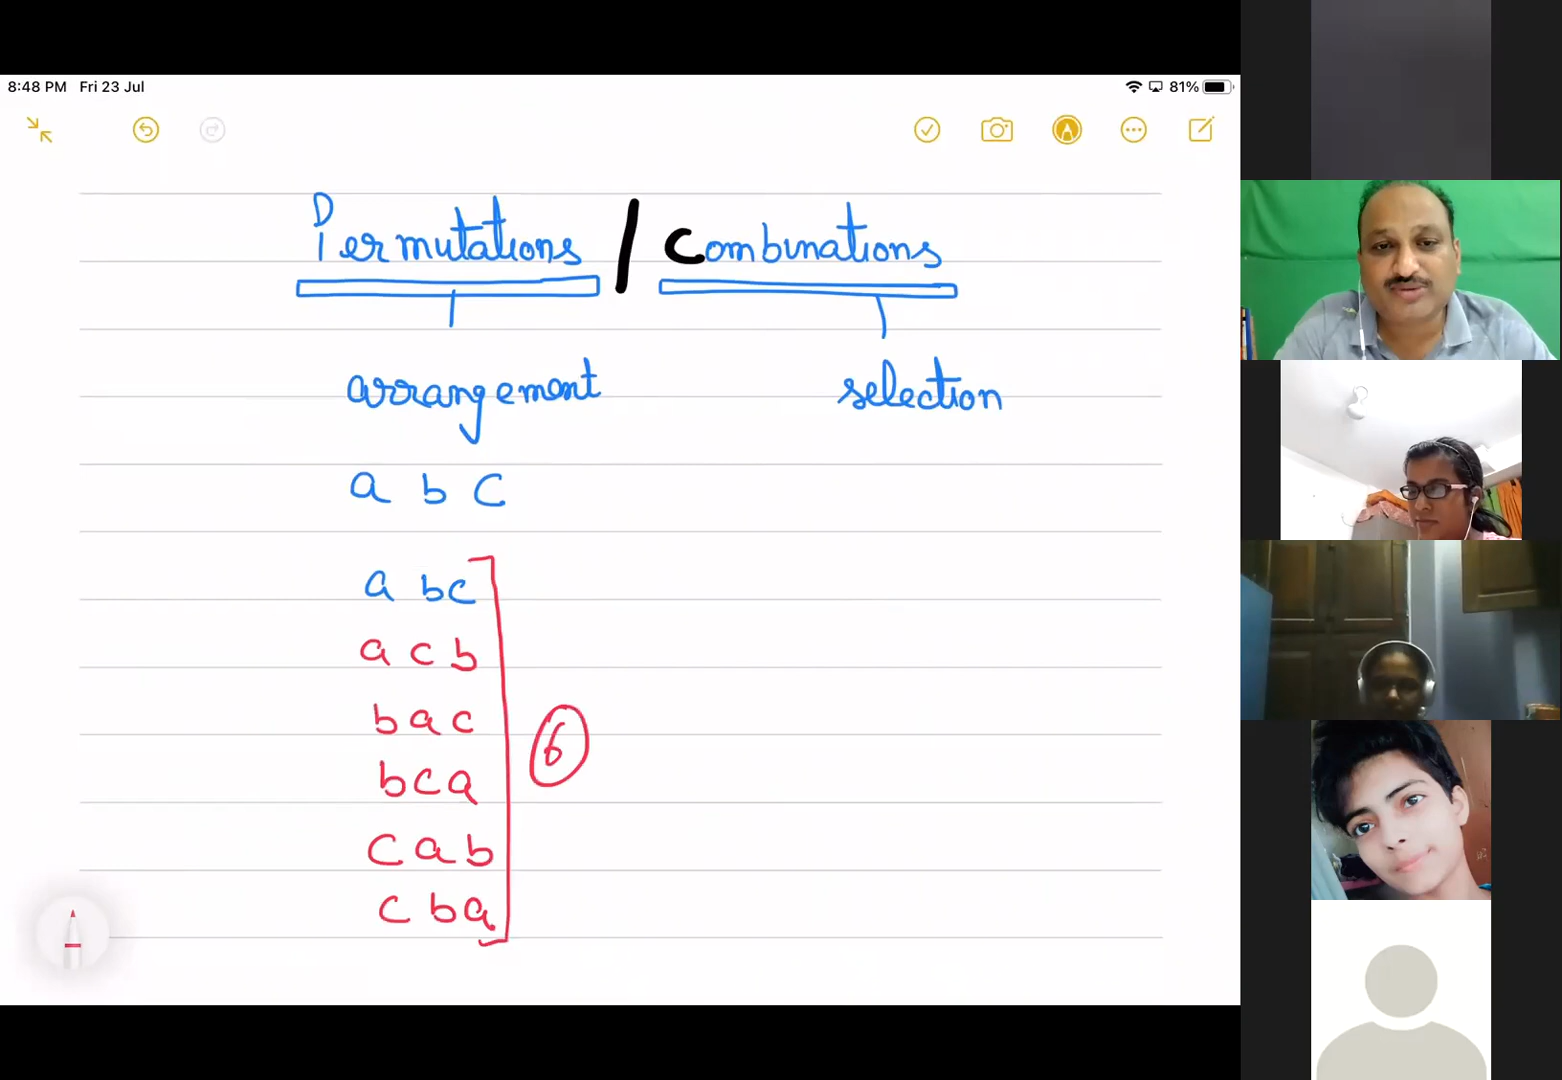 8:48 PM Fri 23 Jul 81%
Permutations / Combinations
arrangement selection
a b c
a b c
a c b
b a c
b c a
c a b
c b a
6